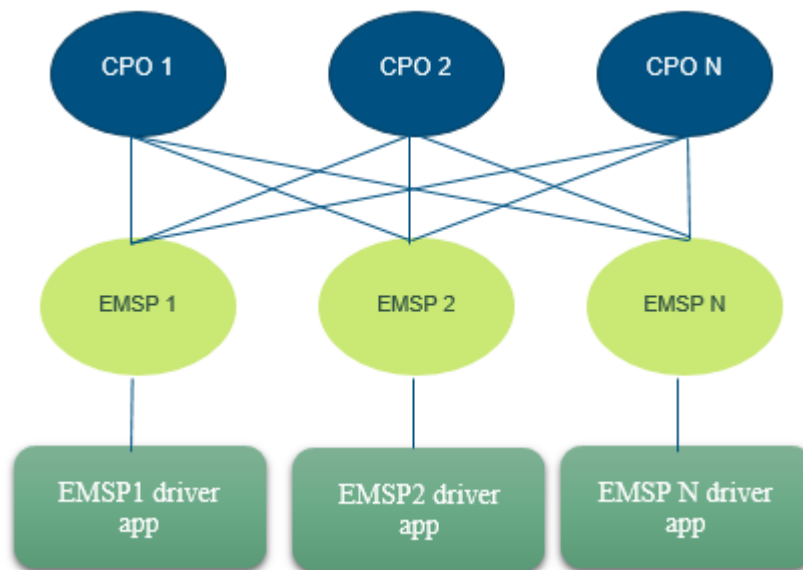 CPO 1
CPO 2
CPO N
EMSP 1
EMSP 2
EMSP N
EMSP1 driver
app
EMSP2 driver
app
EMSP N driver
app